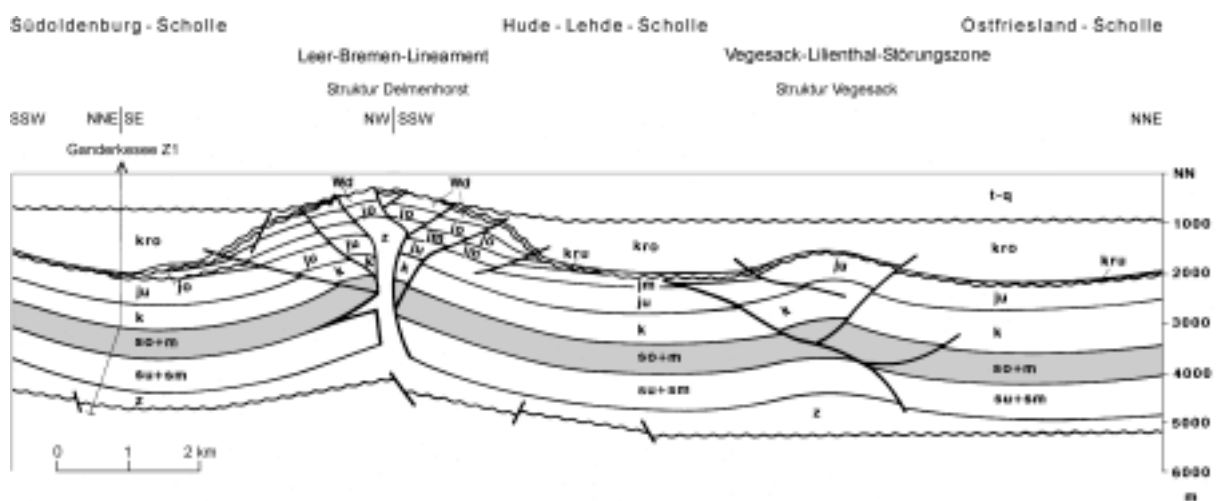 Südoldenburg - Scholle Hude - Lehde - Scholle Ostfriesland - Scholle
Leer-Bremen-Lineament Vegesack-Lilienthal-Störungszone
Struktur Delmenhorst Struktur Vegesack
SSW NNE SE NW SSW NNE
Ganderkesee Z1
NN
Wd Wd
t-q
jo jo
1000
kro z jo kro kro
jm jo
ju ju kru
jo k k k ju kru
2000
ju jo jm ju
ju k
k k k
3000
so+m so+m so+m
su+sm su+sm su+sm
4000
z z
5000
0 1 2 km
6000
m